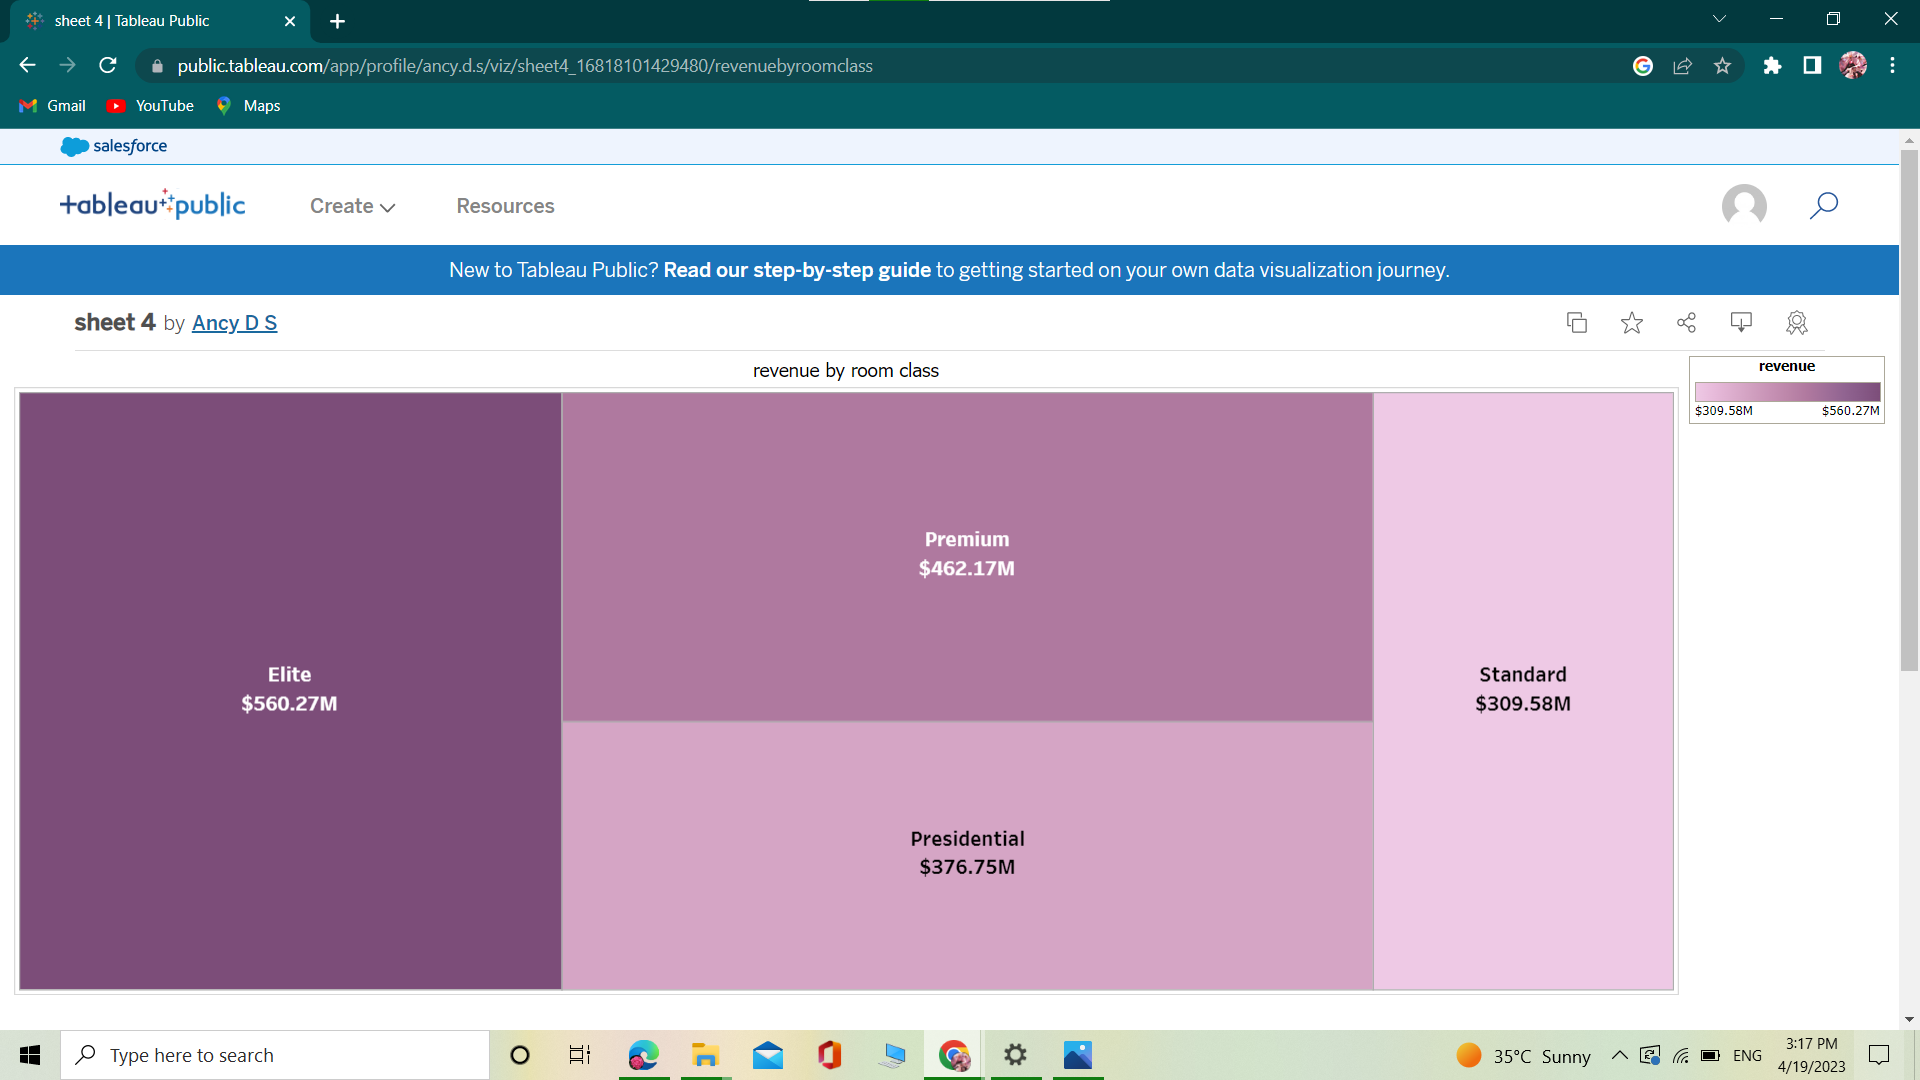 sheet 4 | Tableau Public
public.tableau.com/app/profile/ancy.d.s/viz/sheet4_16818101429480/revenuebyroomclass
Gmail YouTube Maps
salesforce
tableau public Create Resources
New to Tableau Public? Read our step-by-step guide to getting started on your own data visualization journey.
sheet 4 by Ancy D S
revenue by room class
revenue
$309.58M $560.27M
Premium
$462.17M
Elite
$560.27M
Standard
$309.58M
Presidential
$376.75M
Type here to search
35°C Sunny
ENG
3:17 PM
4/19/2023